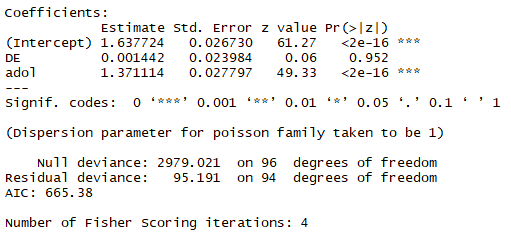 Coefficients:
            Estimate Std. Error z value Pr(>|z|)
(Intercept) 1.637724   0.026730   61.27   <2e-16 ***
DE          0.001442   0.023984    0.06    0.952
adol        1.371114   0.027797   49.33   <2e-16 ***
---
Signif. codes:  0 ‘***’ 0.001 ‘**’ 0.01 ‘*’ 0.05 ‘.’ 0.1 ‘ ’ 1
(Dispersion parameter for poisson family taken to be 1)
    Null deviance: 2979.021  on 96  degrees of freedom
Residual deviance:   95.191  on 94  degrees of freedom
AIC: 665.38
Number of Fisher Scoring iterations: 4